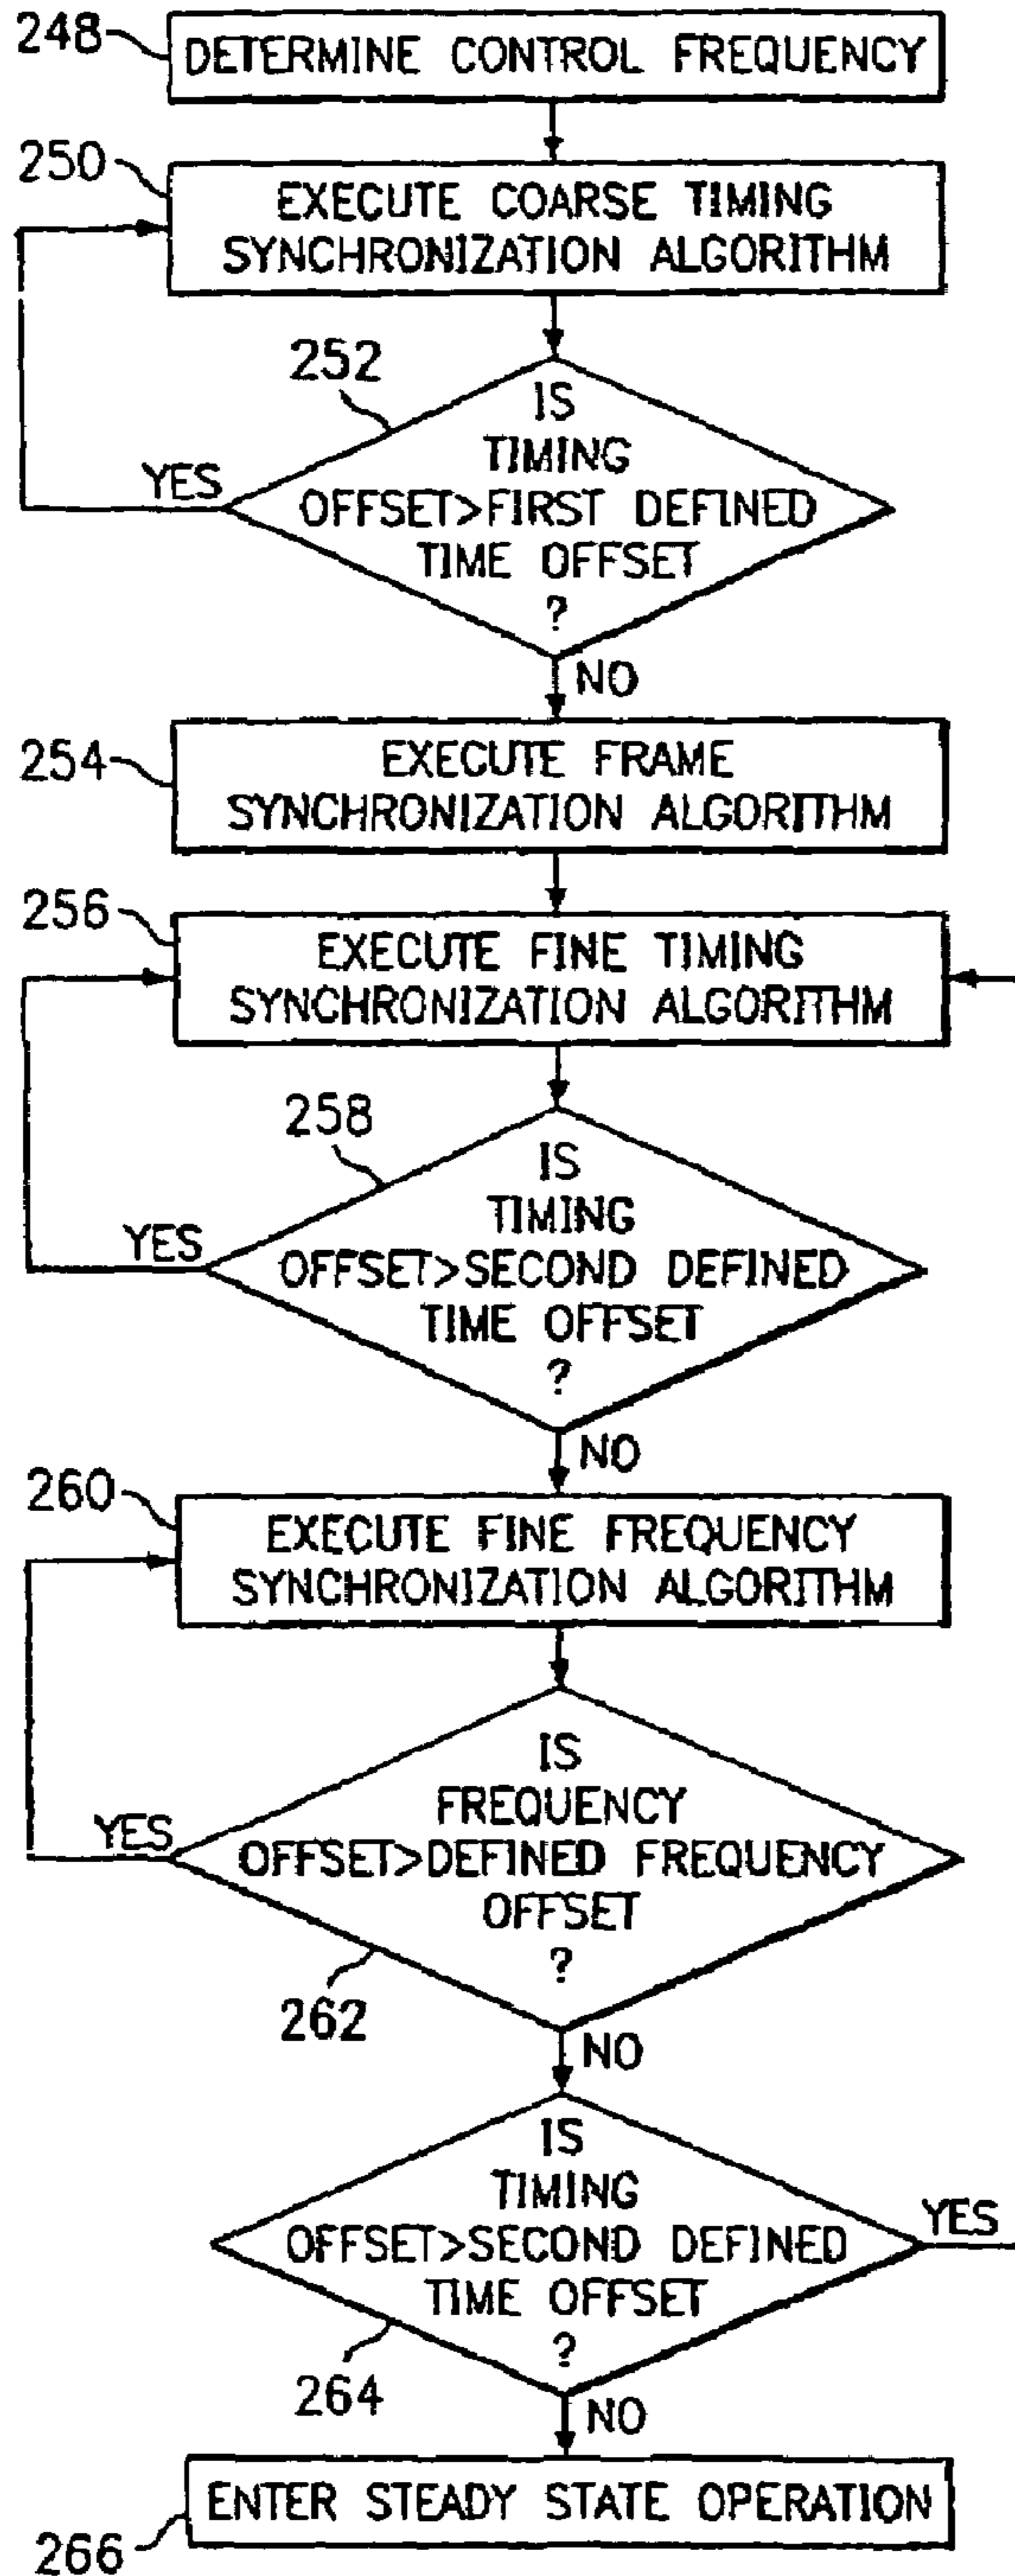 248
DETERMINE CONTROL FREQUENCY
250
EXECUTE COARSE TIMING
SYNCHRONIZATION ALGORITHM
252
IS
TIMING
OFFSET>FIRST DEFINED
TIME OFFSET
?
YES
NO
254
EXECUTE FRAME
SYNCHRONIZATION ALGORITHM
256
EXECUTE FINE TIMING
SYNCHRONIZATION ALGORITHM
258
IS
TIMING
OFFSET>SECOND DEFINED
TIME OFFSET
?
YES
NO
260
EXECUTE FINE FREQUENCY
SYNCHRONIZATION ALGORITHM
IS
FREQUENCY
OFFSET>DEFINED FREQUENCY
OFFSET
?
YES
262
NO
IS
TIMING
OFFSET>SECOND DEFINED
TIME OFFSET
?
YES
264
NO
ENTER STEADY STATE OPERATION
266